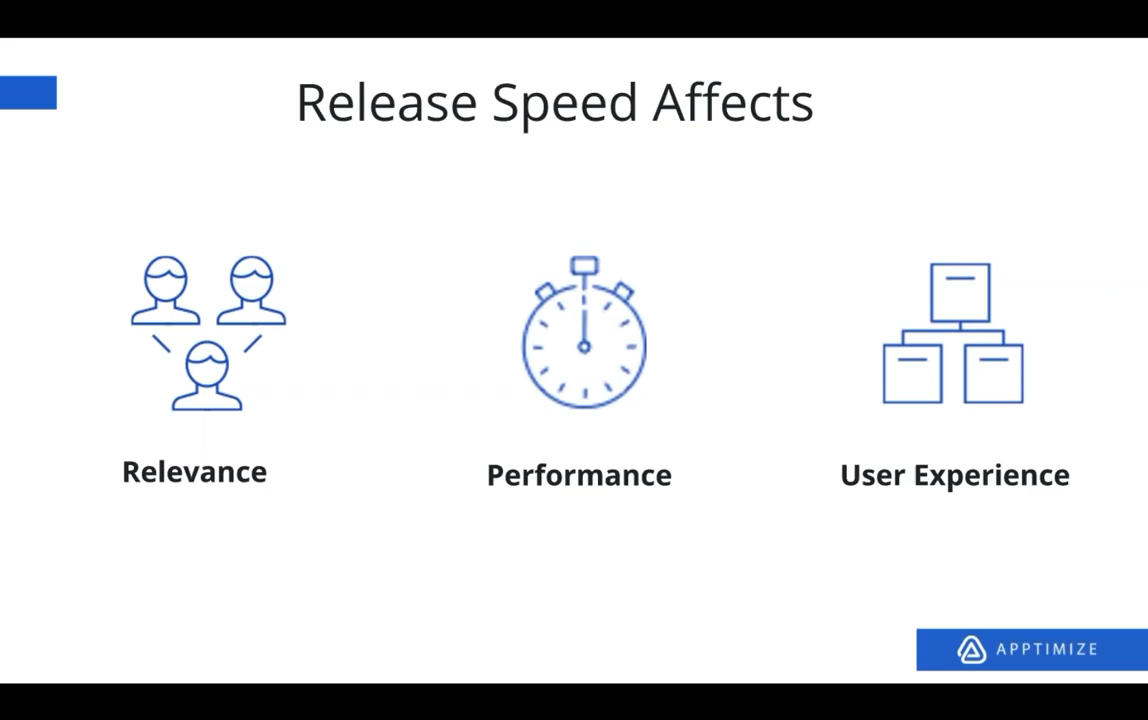 Release Speed Affects
Relevance
Performance
User Experience
APPTIMIZE